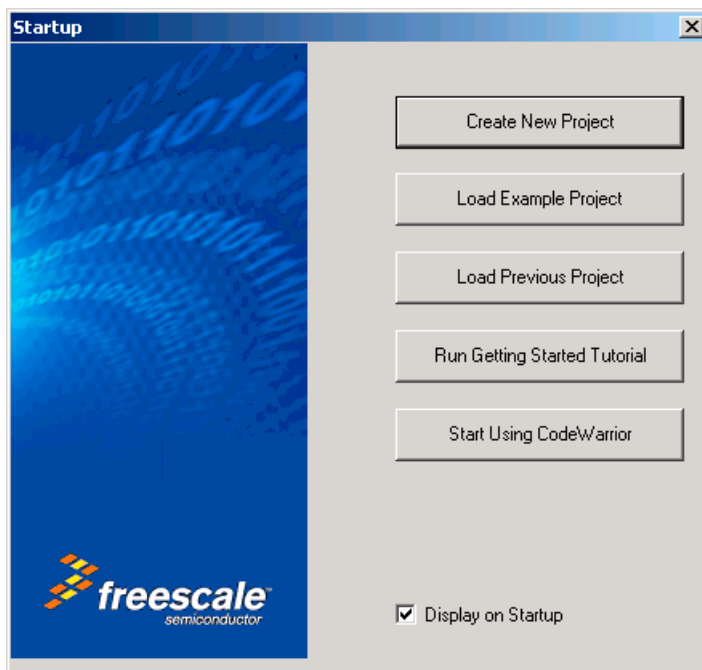 Startup
Create New Project
Load Example Project
Load Previous Project
Run Getting Started Tutorial
Start Using CodeWarrior
freescale™
semiconductor
Display on Startup